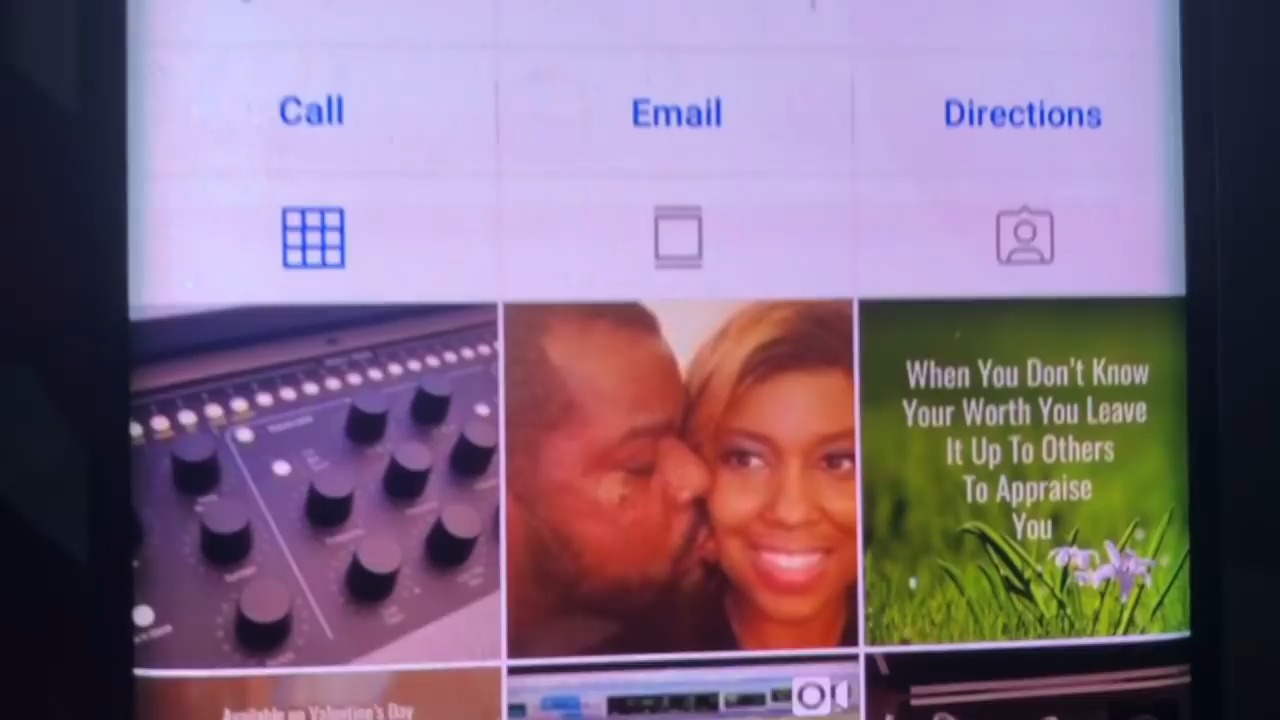 Call
Email
Directions
When You Don't Know
Your Worth You Leave
It Up To Others
To Appraise
You
Available on Valentine's Day